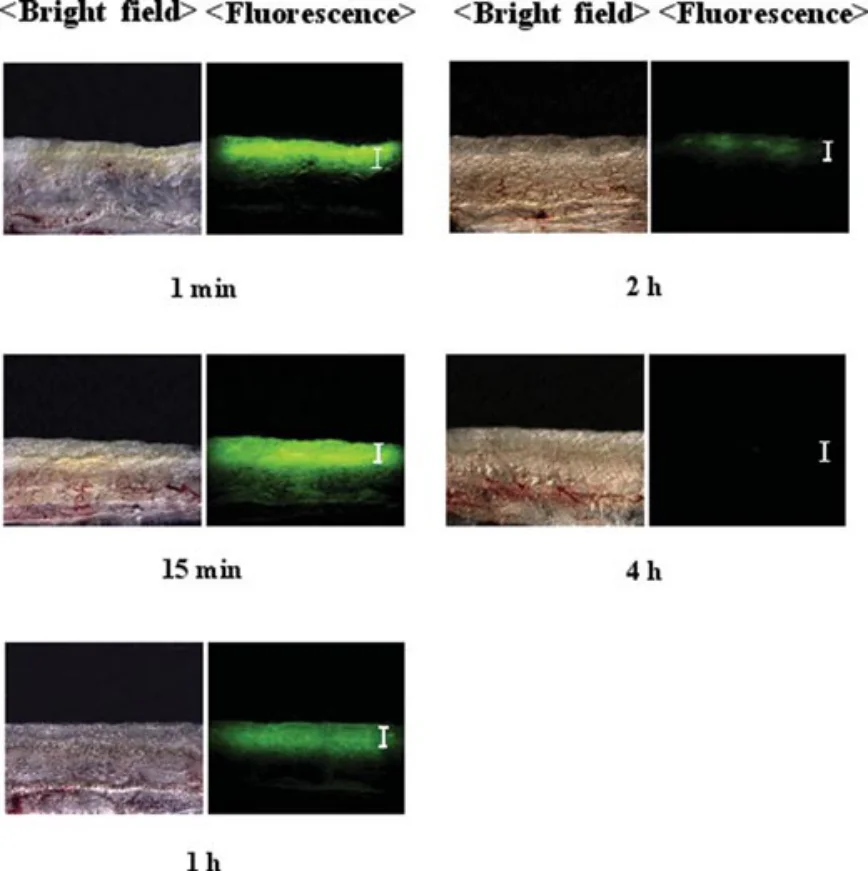 <Bright field> <Fluorescence>
<Bright field> <Fluorescence>
1 min
2 h
15 min
4 h
1 h